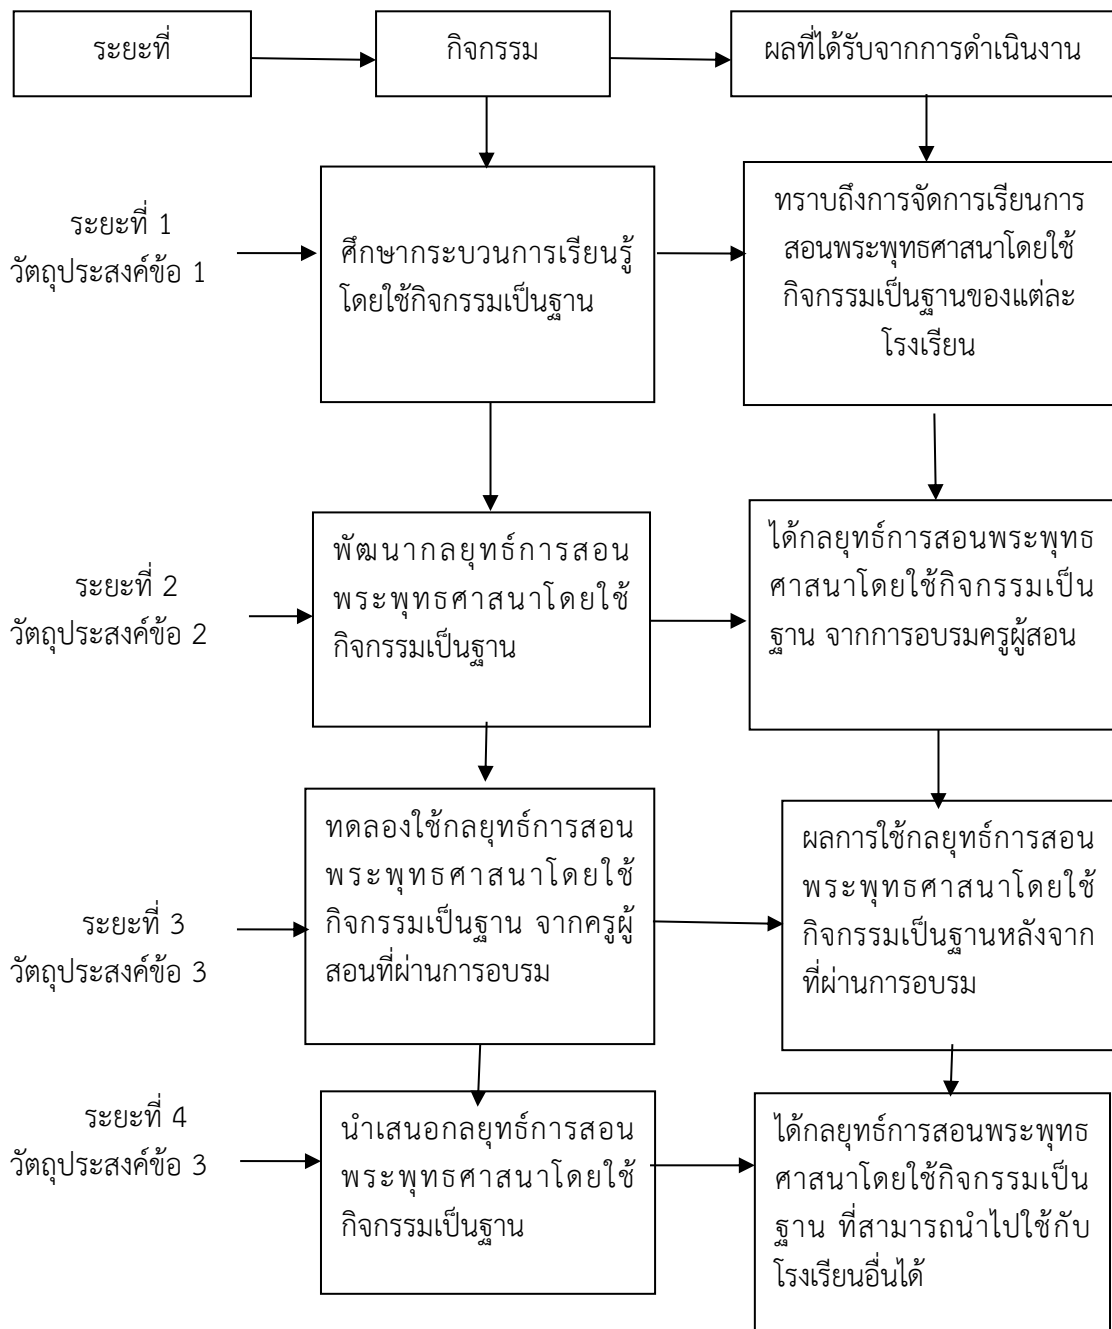 ระยะที่
กิจกรรม
ผลที่ได้รับจากการดำเนินงาน
ระยะที่ 1
วัตถุประสงค์ข้อ 1
ศึกษากระบวนการเรียนรู้
โดยใช้กิจกรรมเป็นฐาน
ทราบถึงการจัดการเรียนการ
สอนพระพุทธศาสนาโดยใช้
กิจกรรมเป็นฐานของแต่ละ
โรงเรียน
ระยะที่ 2
วัตถุประสงค์ข้อ 2
พัฒนากลยุทธ์การสอน
พระพุทธศาสนาโดยใช้
กิจกรรมเป็นฐาน
ได้กลยุทธ์การสอนพระพุทธ
ศาสนาโดยใช้กิจกรรมเป็น
ฐาน จากการอบรมครูผู้สอน
ระยะที่ 3
วัตถุประสงค์ข้อ 3
ทดลองใช้กลยุทธ์การสอน
พระพุทธศาสนาโดยใช้
กิจกรรมเป็นฐาน จากครูผู้
สอนที่ผ่านการอบรม
ผลการใช้กลยุทธ์การสอน
พระพุทธศาสนาโดยใช้
กิจกรรมเป็นฐานหลังจาก
ที่ผ่านการอบรม
ระยะที่ 4
วัตถุประสงค์ข้อ 3
นำเสนอกลยุทธ์การสอน
พระพุทธศาสนาโดยใช้
กิจกรรมเป็นฐาน
ได้กลยุทธ์การสอนพระพุทธ
ศาสนาโดยใช้กิจกรรมเป็น
ฐาน ที่สามารถนำไปใช้กับ
โรงเรียนอื่นได้